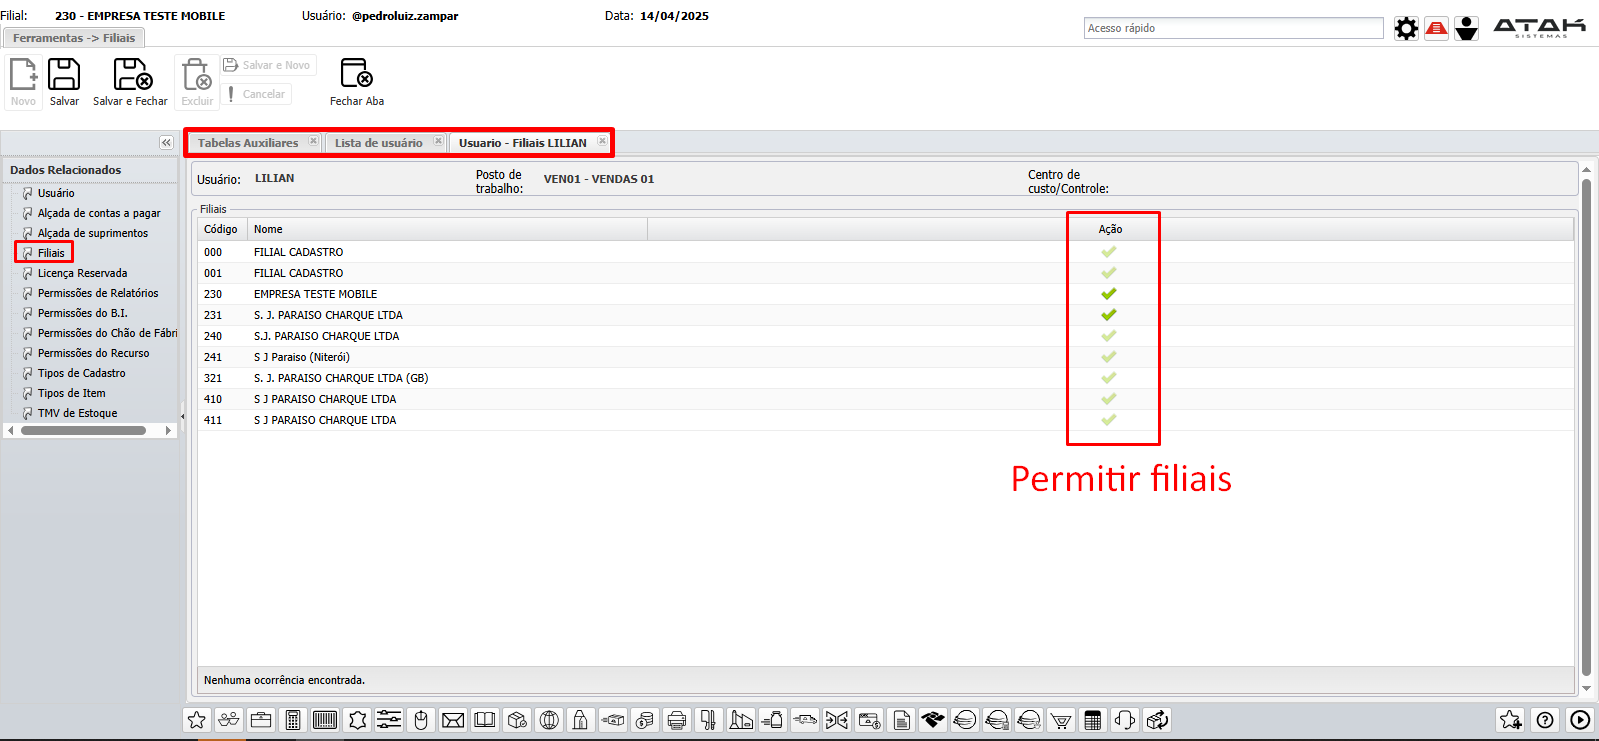 Filial: 230 - EMPRESA TESTE MOBILE Usuário: @pedroluiz.zampar Data: 14/04/2025
Ferramentas -> Filiais
Acesso rápido
ATAK
SISTEMAS
Novo Salvar Salvar e Fechar Excluir Salvar e Novo Cancelar Fechar Aba
Tabelas Auxiliares Lista de usuário Usuario - Filiais LILIAN
Dados Relacionados
Usuário
Alçada de contas a pagar
Alçada de suprimentos
Filiais
Licença Reservada
Permissões de Relatórios
Permissões do B.I.
Permissões do Chão de Fábri
Permissões do Recurso
Tipos de Cadastro
Tipos de Item
TMV de Estoque
Usuário: LILIAN Posto de trabalho: VEN01 - VENDAS 01 Centro de custo/Controle:
Filiais
Código Nome Ação
000 FILIAL CADASTRO
001 FILIAL CADASTRO
230 EMPRESA TESTE MOBILE
231 S. J. PARAISO CHARQUE LTDA
240 S.J. PARAISO CHARQUE LTDA
241 S J Paraiso (Niterói)
321 S. J. PARAISO CHARQUE LTDA (GB)
410 S J PARAISO CHARQUE LTDA
411 S J PARAISO CHARQUE LTDA
Permitir filiais
Nenhuma ocorrência encontrada.